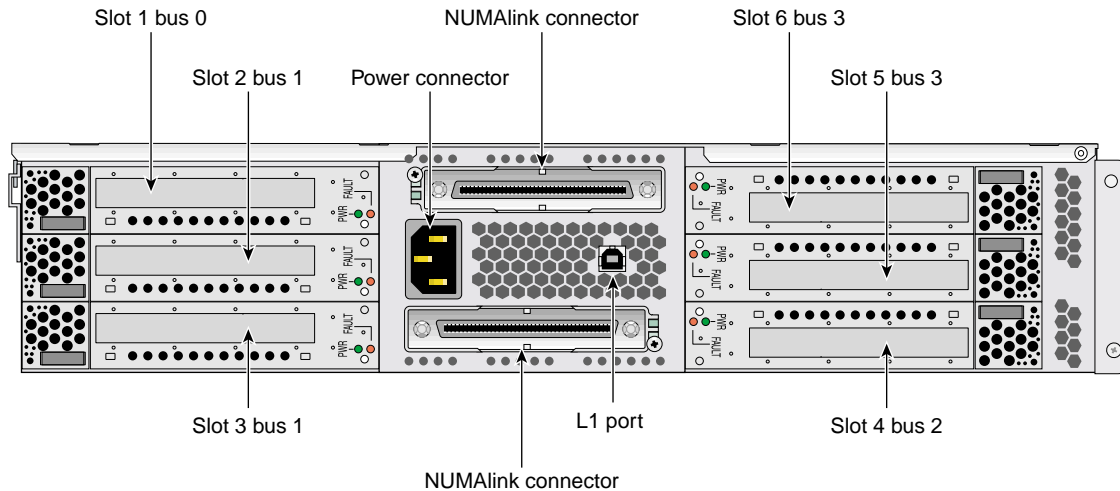 Slot 1 bus 0
NUMAlink connector
Slot 6 bus 3
Slot 2 bus 1
Power connector
Slot 5 bus 3
FAULT
PWR
PWR
FAULT
FAULT
PWR
PWR
FAULT
FAULT
PWR
PWR
FAULT
Slot 3 bus 1
L1 port
Slot 4 bus 2
NUMAlink connector